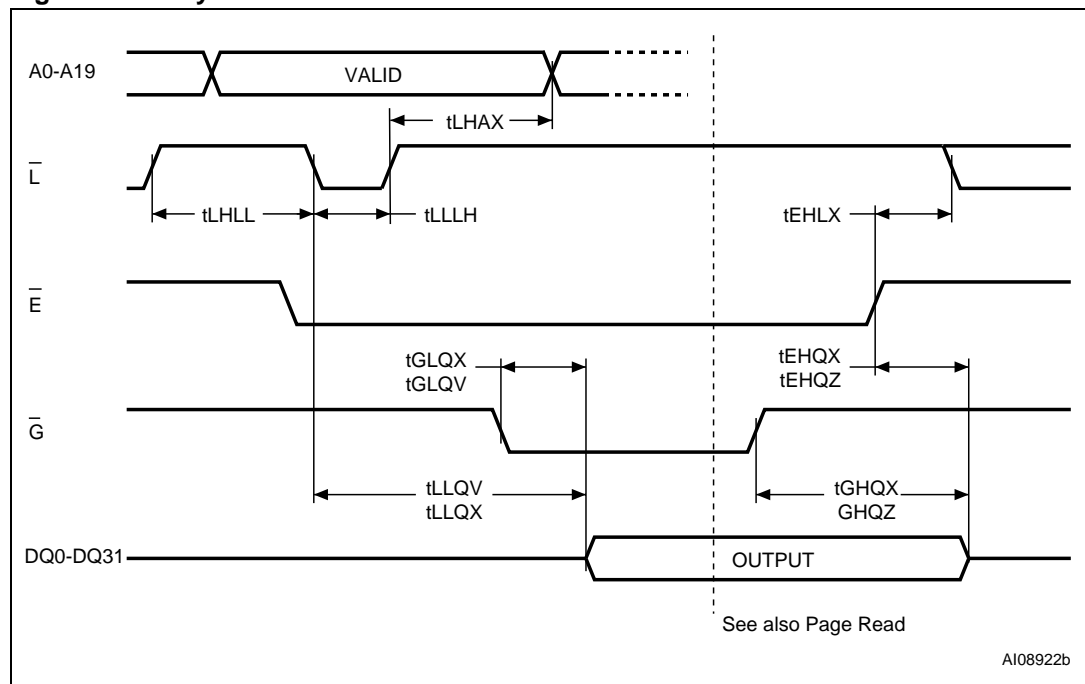 A0-A19
VALID
tLHAX
L
tLHLL
tLLLH
tEHLX
E
tGLQX
tGLQV
tEHQX
tEHQZ
G
tLLQV
tLLQX
tGHQX
GHQZ
DQ0-DQ31
OUTPUT
See also Page Read
AI08922b